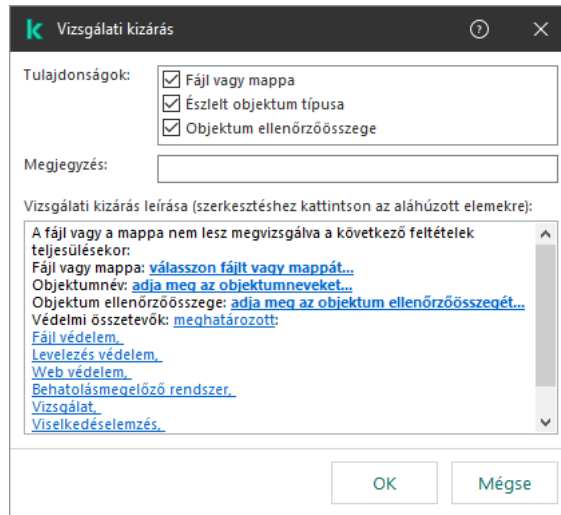 Vizsgálati kizárás
Tulajdonságok:
Fájl vagy mappa
Észlelt objektum típusa
Objektum ellenőrzőösszege
Megjegyzés:
Vizsgálati kizárás leírása (szerkesztéshez kattintson az aláhúzott elemekre):
A fájl vagy a mappa nem lesz megvizsgálva a következő feltételek
teljesülésekor:
Fájl vagy mappa: válasszon fájlt vagy mappát...
Objektumnév: adja meg az objektumneveket...
Objektum ellenőrzőösszege: adja meg az objektum ellenőrzőösszegét...
Védelmi összetevők: meghatározott:
Fájl védelem,
Levelezés védelem,
Web védelem,
Behatolásmegelőző rendszer,
Vizsgálat,
Viselkedéselemzés,
OK
Mégse